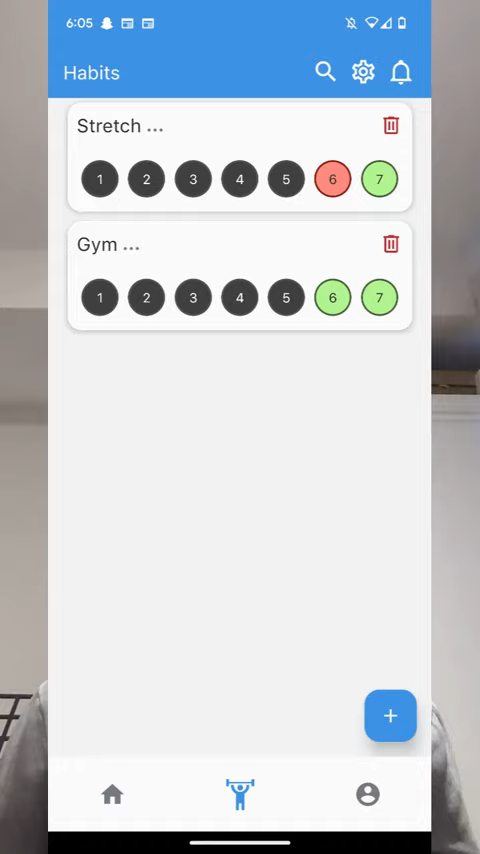 6:05
Habits
Stretch ...
1 2 3 4 5 6 7
Gym ...
1 2 3 4 5 6 7
+